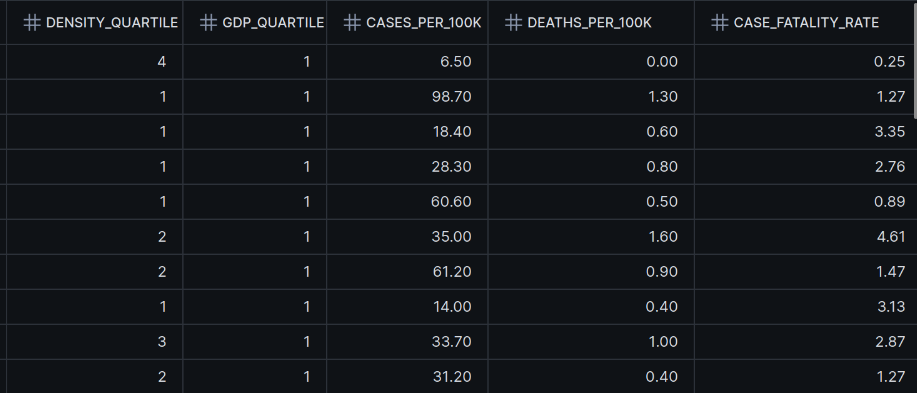 DENSITY_QUARTILE GDP_QUARTILE CASES_PER_100K DEATHS_PER_100K CASE_FATALITY_RATE
4 1 6.50 0.00 0.25
1 1 98.70 1.30 1.27
1 1 18.40 0.60 3.35
1 1 28.30 0.80 2.76
1 1 60.60 0.50 0.89
2 1 35.00 1.60 4.61
2 1 61.20 0.90 1.47
1 1 14.00 0.40 3.13
3 1 33.70 1.00 2.87
2 1 31.20 0.40 1.27